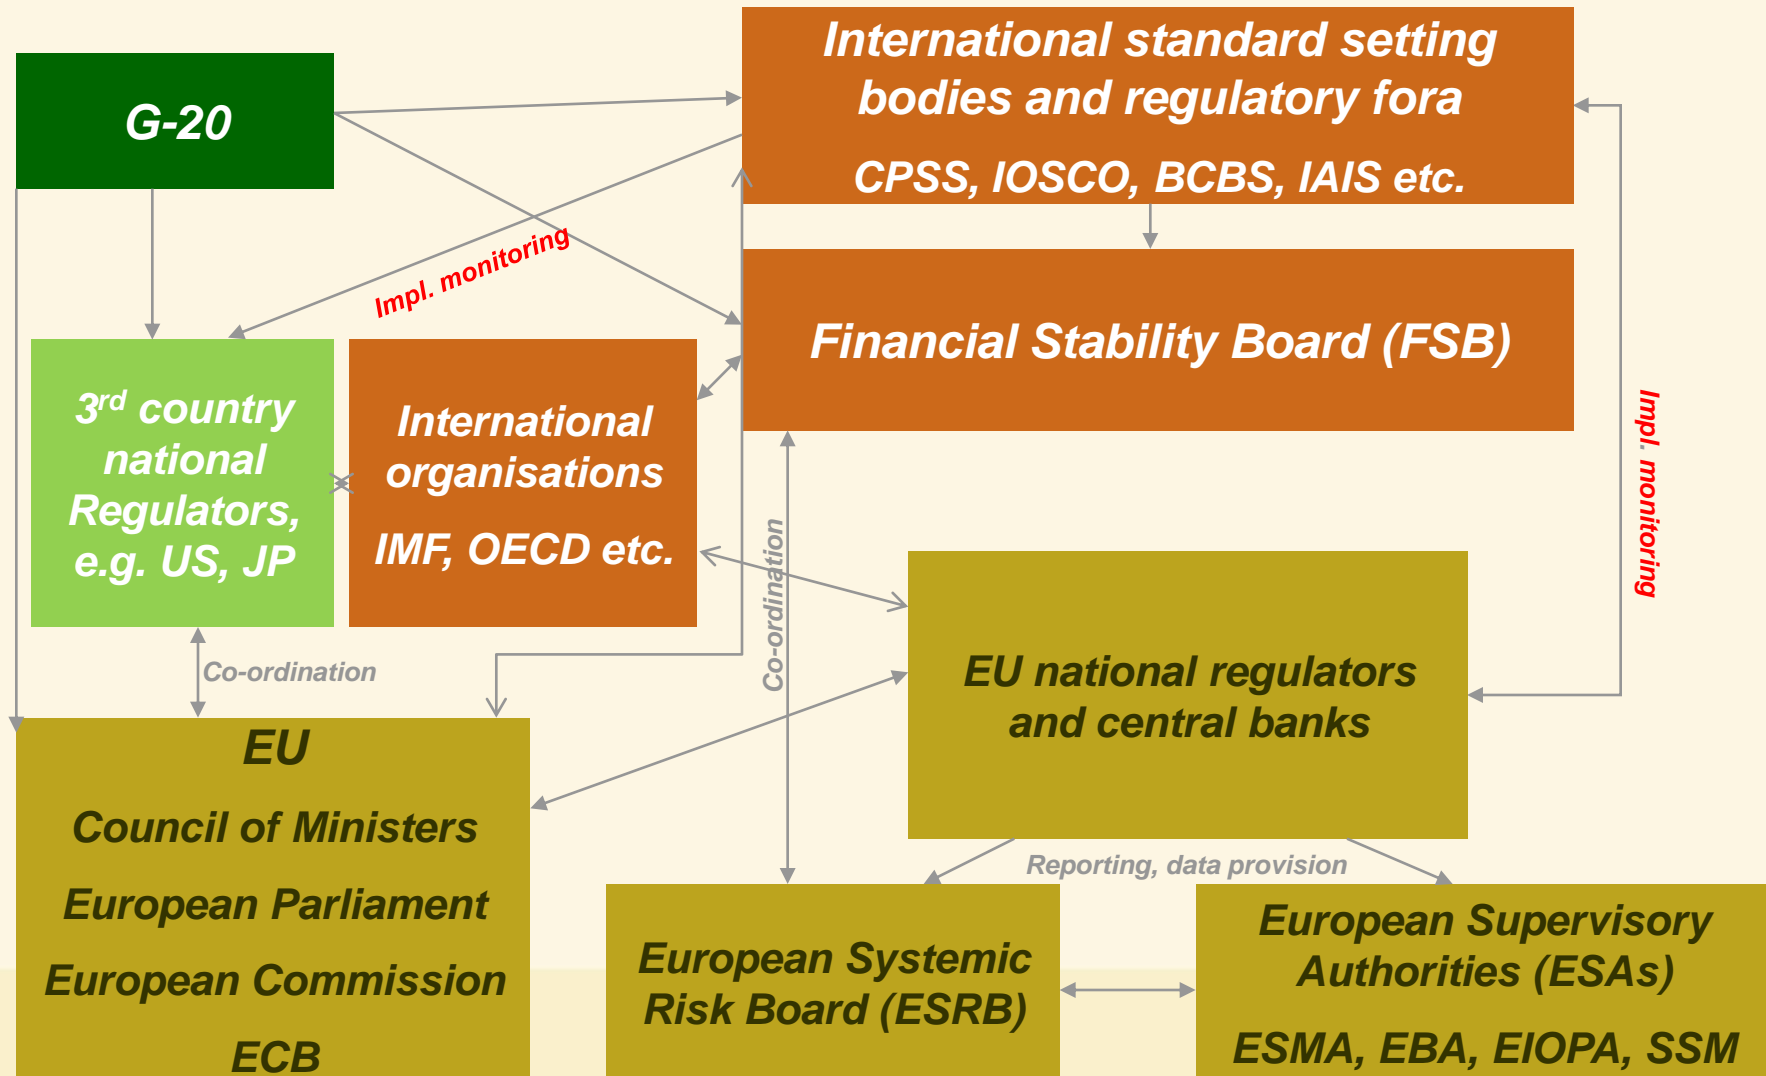 G-20
International standard setting
bodies and regulatory fora
CPSS, IOSCO, BCBS, IAIS etc.
Impl. monitoring
Financial Stability Board (FSB)
3rd country
national
Regulators,
e.g. US, JP
International
organisations
IMF, OECD etc.
Impl. monitoring
Co-ordination
Co-ordination
EU national regulators
and central banks
EU
Council of Ministers
European Parliament
European Commission
ECB
Reporting, data provision
European Systemic
Risk Board (ESRB)
European Supervisory
Authorities (ESAs)
ESMA, EBA, EIOPA, SSM